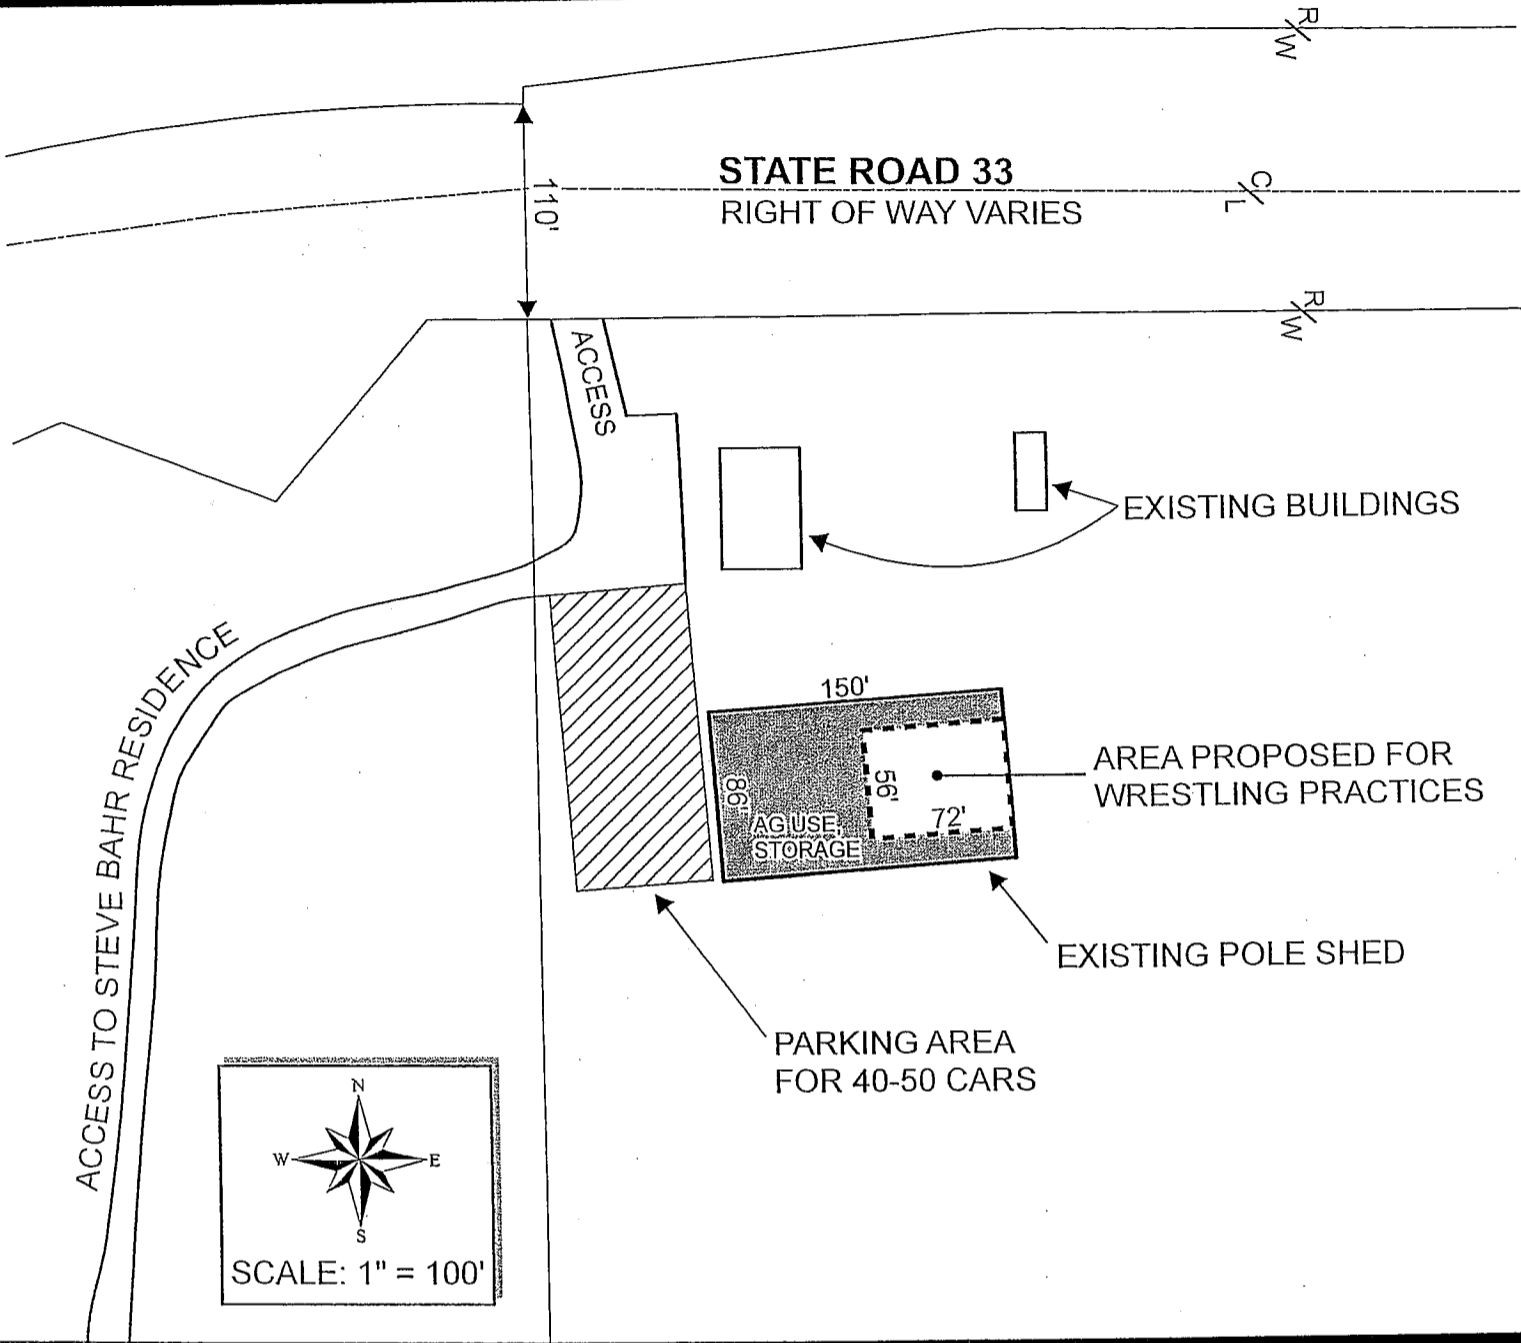 R/W
STATE ROAD 33
C/L
RIGHT OF WAY VARIES
110'
R/W
ACCESS
EXISTING BUILDINGS
ACCESS TO STEVE BAHR RESIDENCE
150'
86'
56'
72'
AG USE,
STORAGE
AREA PROPOSED FOR
WRESTLING PRACTICES
EXISTING POLE SHED
PARKING AREA
FOR 40-50 CARS
N
W
E
S
SCALE: 1" = 100'